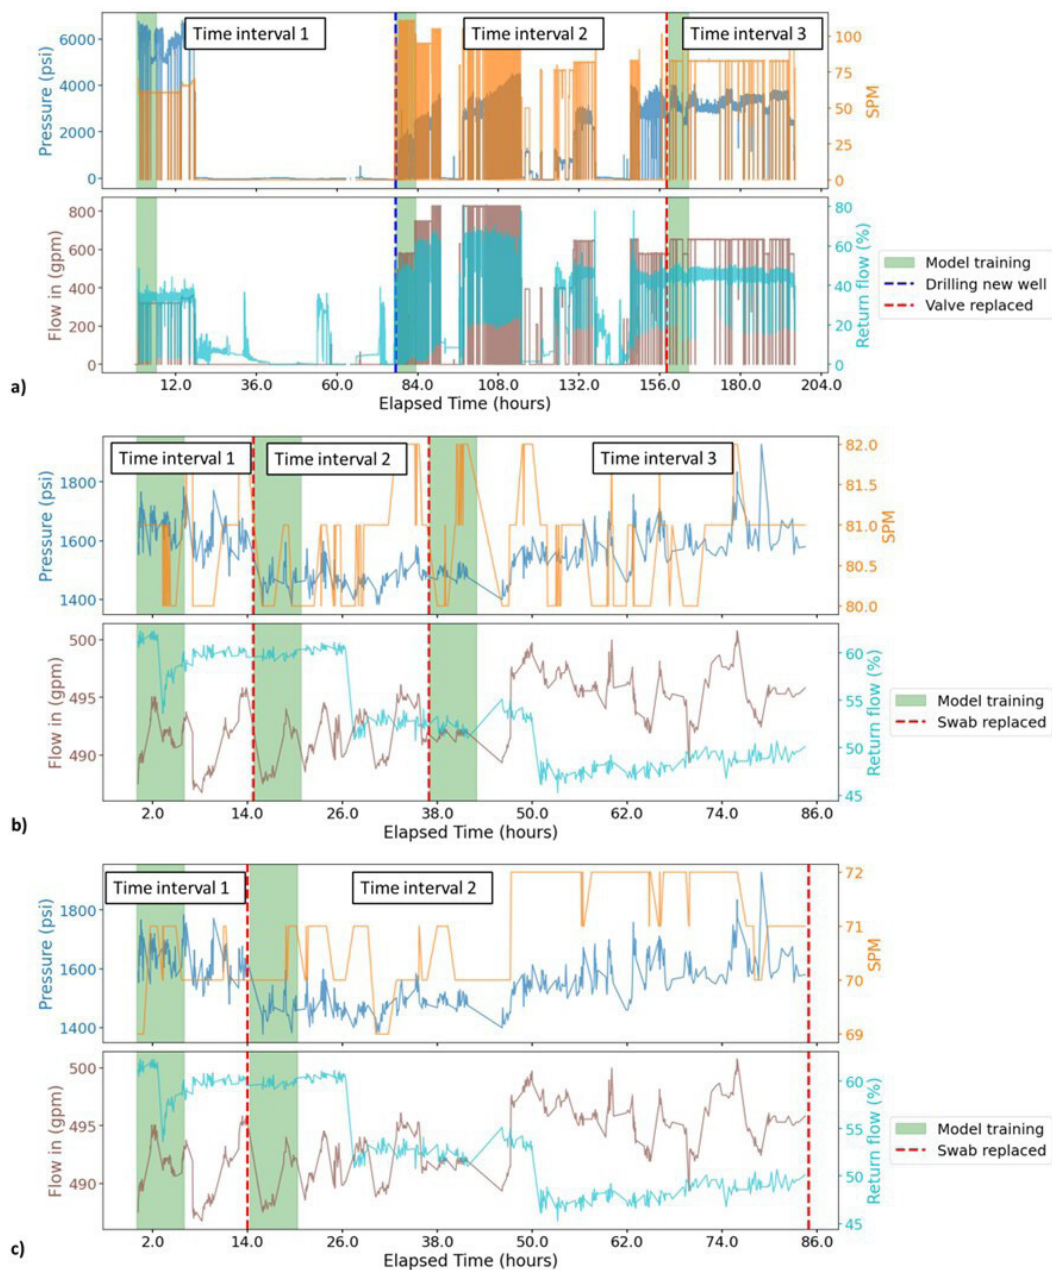 Time interval 1
Time interval 2
Time interval 3
Pressure (psi)
6000
4000
2000
0
100
75
50
25
0
SPM
Flow in (gpm)
800
600
400
200
0
80
60
40
20
0
Return flow (%)
Model training
Drilling new well
Valve replaced
12.0 36.0 60.0 84.0 108.0 132.0 156.0 180.0 204.0
a)
Elapsed Time (hours)
Time interval 1
Time interval 2
Time interval 3
Pressure (psi)
1800
1600
1400
82.0
81.5
81.0
80.5
80.0
SPM
Flow in (gpm)
500
495
490
60
55
50
45
Return flow (%)
Model training
Swab replaced
2.0 14.0 26.0 38.0 50.0 62.0 74.0 86.0
b)
Elapsed Time (hours)
Time interval 1
Time interval 2
Pressure (psi)
1800
1600
1400
72
71
70
69
SPM
Flow in (gpm)
500
495
490
60
55
50
45
Return flow (%)
Model training
Swab replaced
2.0 14.0 26.0 38.0 50.0 62.0 74.0 86.0
c)
Elapsed Time (hours)